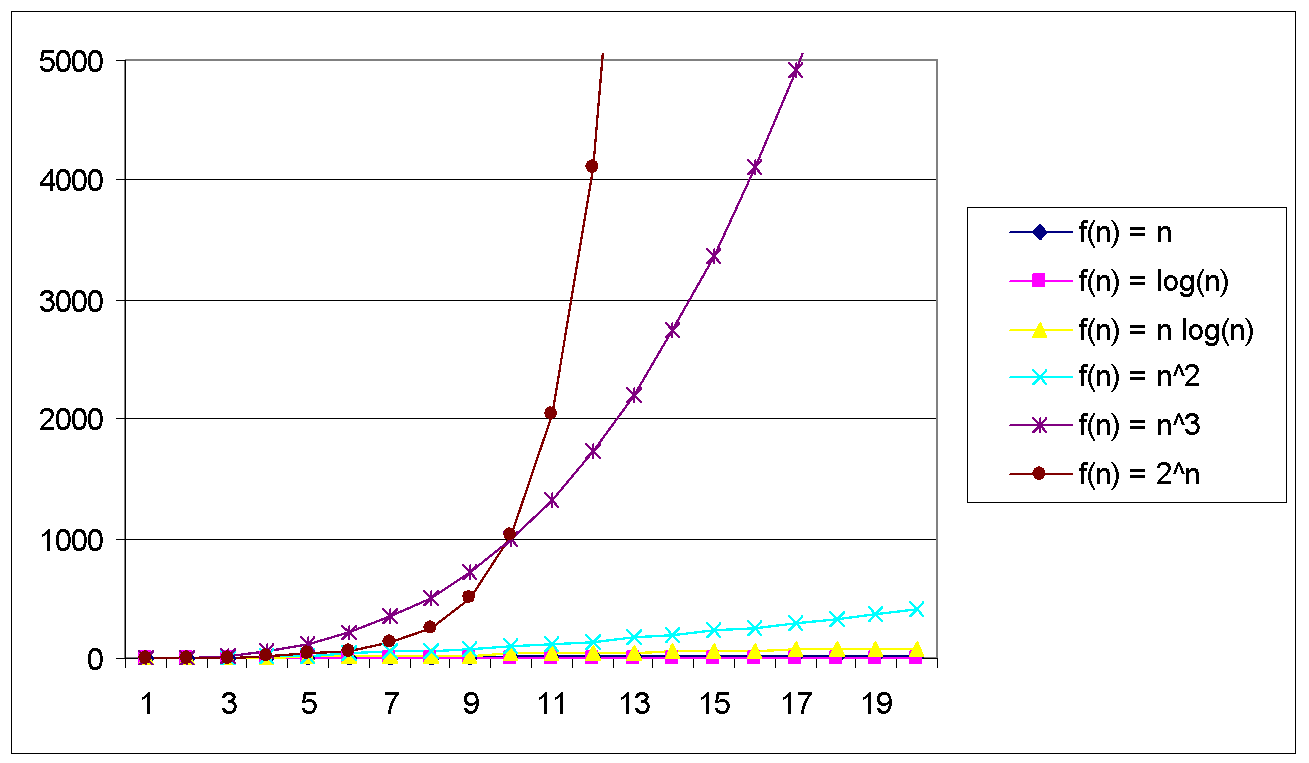 5000
4000
3000
2000
1000
0
1 3 5 7 9 11 13 15 17 19
f(n) = n
f(n) = log(n)
f(n) = n log(n)
f(n) = n^2
f(n) = n^3
f(n) = 2^n